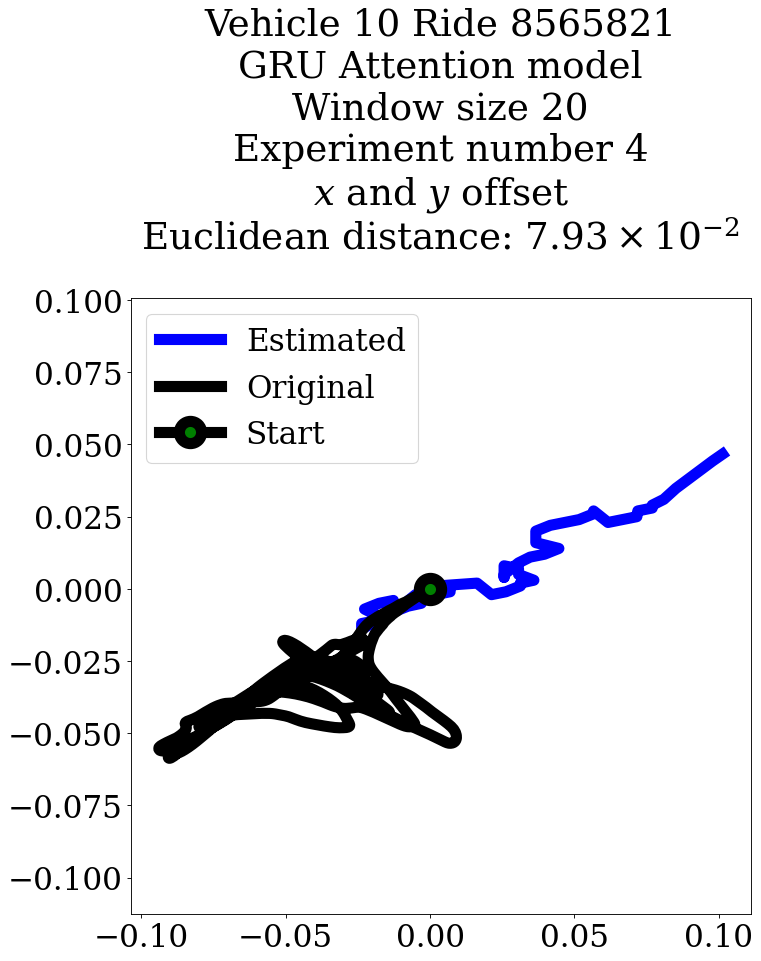 Vehicle 10 Ride 8565821
GRU Attention model
Window size 20
Experiment number 4
x and y offset
Euclidean distance: 7.93 × 10⁻²
0.100
0.075
0.050
0.025
0.000
−0.025
−0.050
−0.075
−0.100
Estimated
Original
Start
−0.10 −0.05 0.00 0.05 0.10